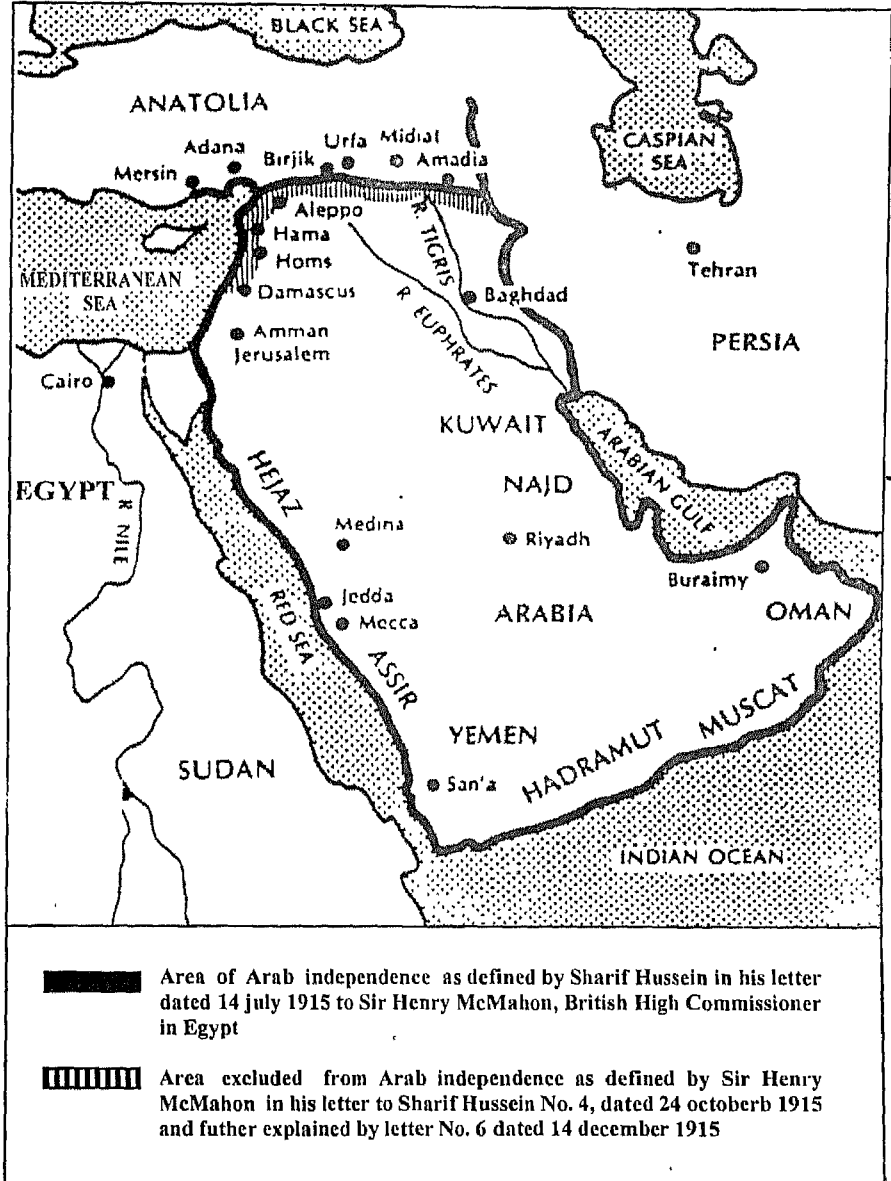 BLACK SEA
ANATOLIA
CASPIAN
SEA
Urfa
Midial
Adana
Birjik
Amadia
Mersin
Aleppo
R. TIGRIS
Hama
Homs
Tehran
MEDITERRANEAN
SEA
Damascus
Baghdad
R. EUPHRATES
Amman
Jerusalem
PERSIA
Cairo
KUWAIT
ARABIAN GULF
HEJAZ
NAJD
EGYPT
R. NILE
Medina
Riyadh
Buraimy
RED SEA
Jedda
Mecca
ARABIA
OMAN
ASSIR
MUSCAT
YEMEN
HADRAMUT
SUDAN
San'a
INDIAN OCEAN
Area of Arab independence as defined by Sharif Hussein in his letter
dated 14 july 1915 to Sir Henry McMahon, British High Commissioner
in Egypt
Area excluded from Arab independence as defined by Sir Henry
McMahon in his letter to Sharif Hussein No. 4, dated 24 octoberb 1915
and futher explained by letter No. 6 dated 14 december 1915